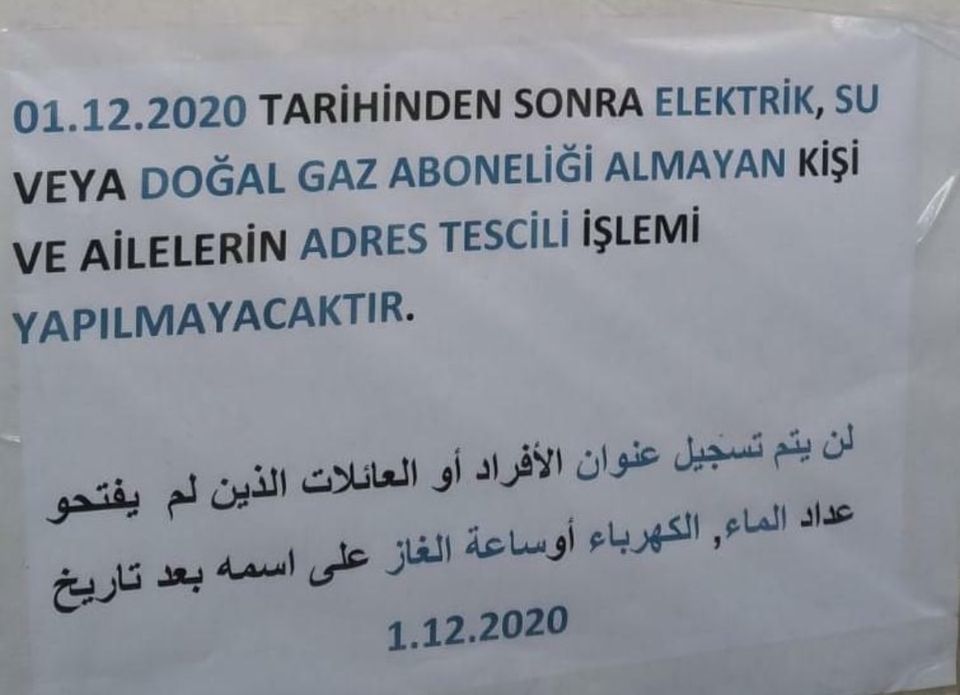 01.12.2020 TARİHİNDEN SONRA ELEKTRİK, SU
VEYA DOĞAL GAZ ABONELİĞİ ALMAYAN KİŞİ
VE AİLELERİN ADRES TESCİLİ İŞLEMİ
YAPILMAYACAKTIR.
لن يتم تسجيل عنوان الأفراد أو العائلات الذين لم يفتحو
عداد الماء, الكهرباء أوساعة الغاز على اسمه بعد تاريخ
1.12.2020